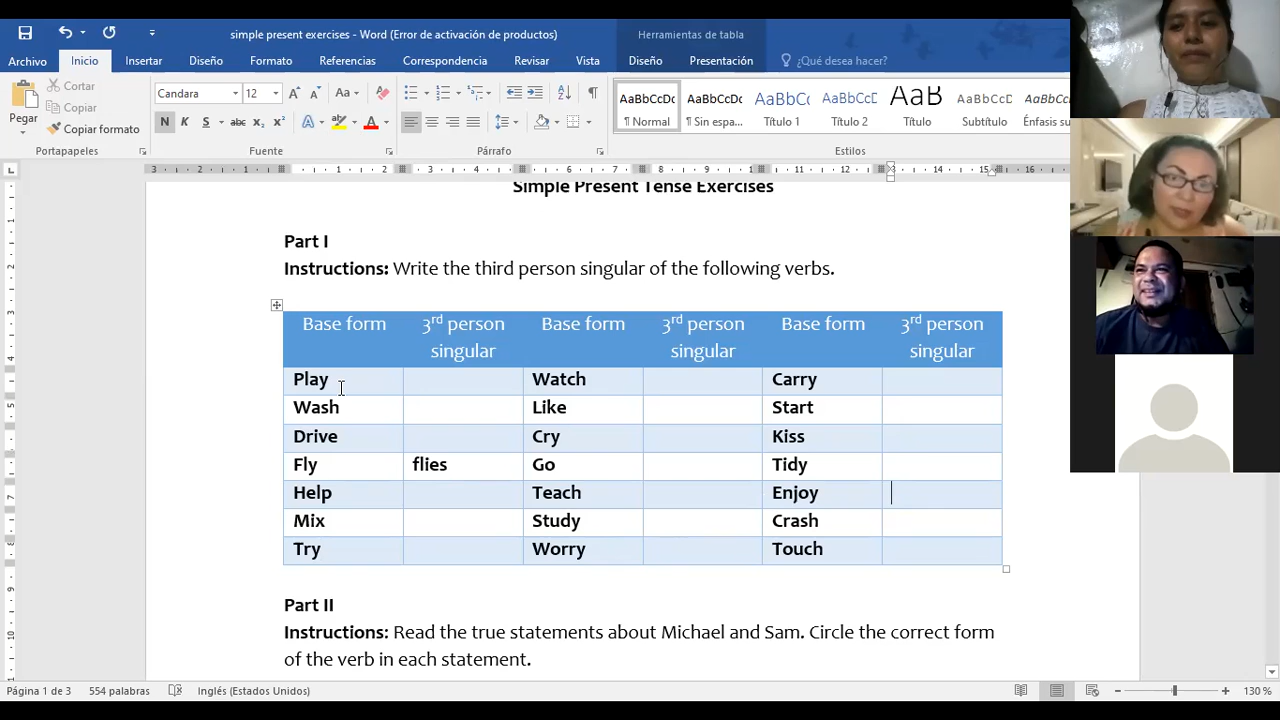 simple present exercises - Word (Error de activación de productos)
Herramientas de tabla
Archivo Inicio Insertar Diseño Formato Referencias Correspondencia Revisar Vista Diseño Presentación ¿Qué desea hacer?
Pegar
Cortar
Copiar
Copiar formato
Portapapeles
Candara 12
Fuente
Párrafo
AaBbCcDc AaBbCcDc AaBbCcD AaBbCcD AaB AaBbCcD AaBbCcD
¶ Normal ¶ Sin espa... Título 1 Título 2 Título Subtítulo Énfasis su
Estilos
Simple Present Tense Exercises
Part I
Instructions: Write the third person singular of the following verbs.
Base form 3rd person singular Base form 3rd person singular Base form 3rd person singular
Play Watch Carry
Wash Like Start
Drive Cry Kiss
Fly flies Go Tidy
Help Teach Enjoy
Mix Study Crash
Try Worry Touch
Part II
Instructions: Read the true statements about Michael and Sam. Circle the correct form
of the verb in each statement.
Página 1 de 3 554 palabras Inglés (Estados Unidos) 130 %